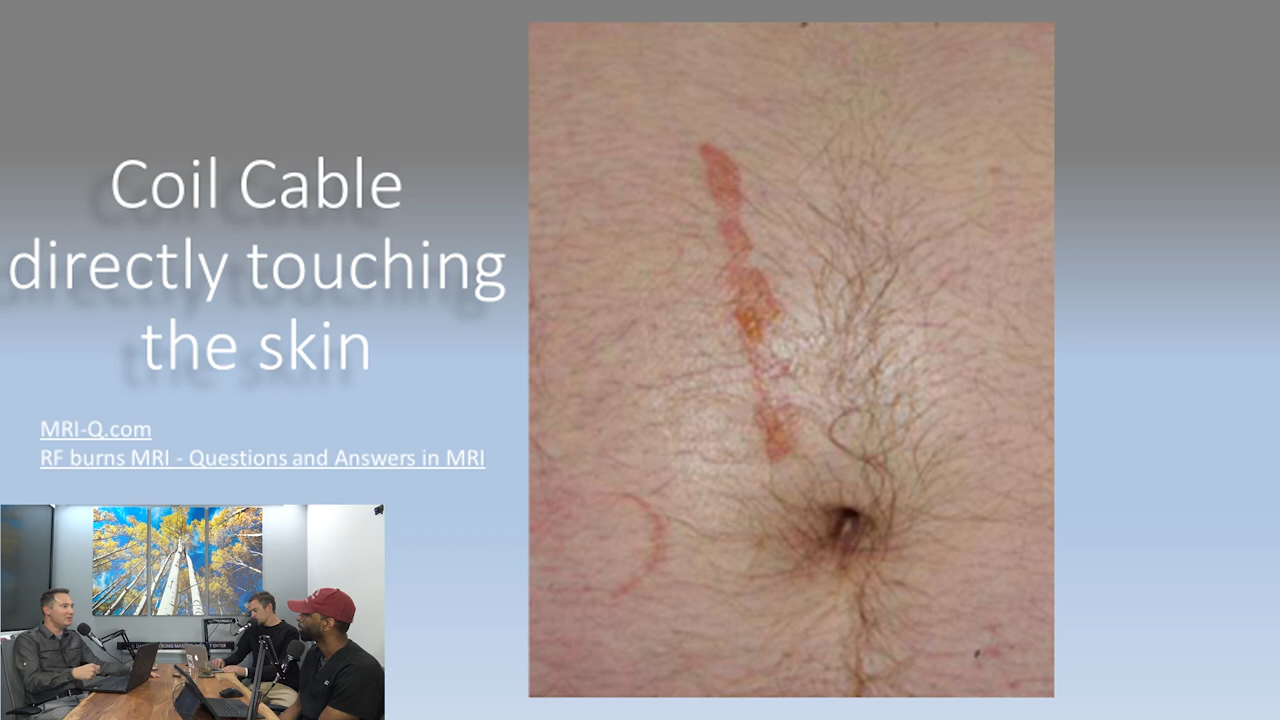 Coil Cable
directly touching
the skin
MRI-Q.com
RF burns MRI - Questions and Answers in MRI